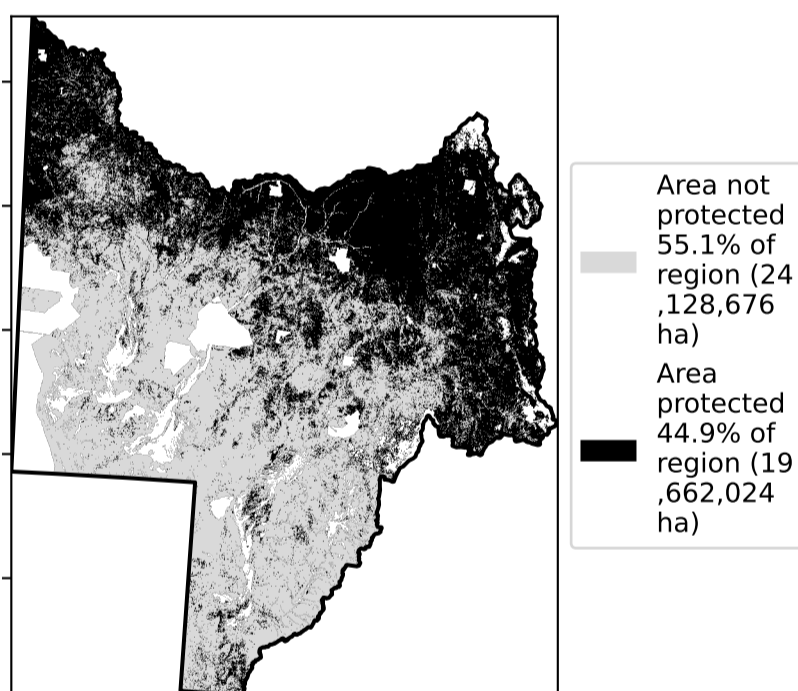 Area not
protected
55.1% of
region (24
,128,676
ha)
Area
protected
44.9% of
region (19
,662,024
ha)